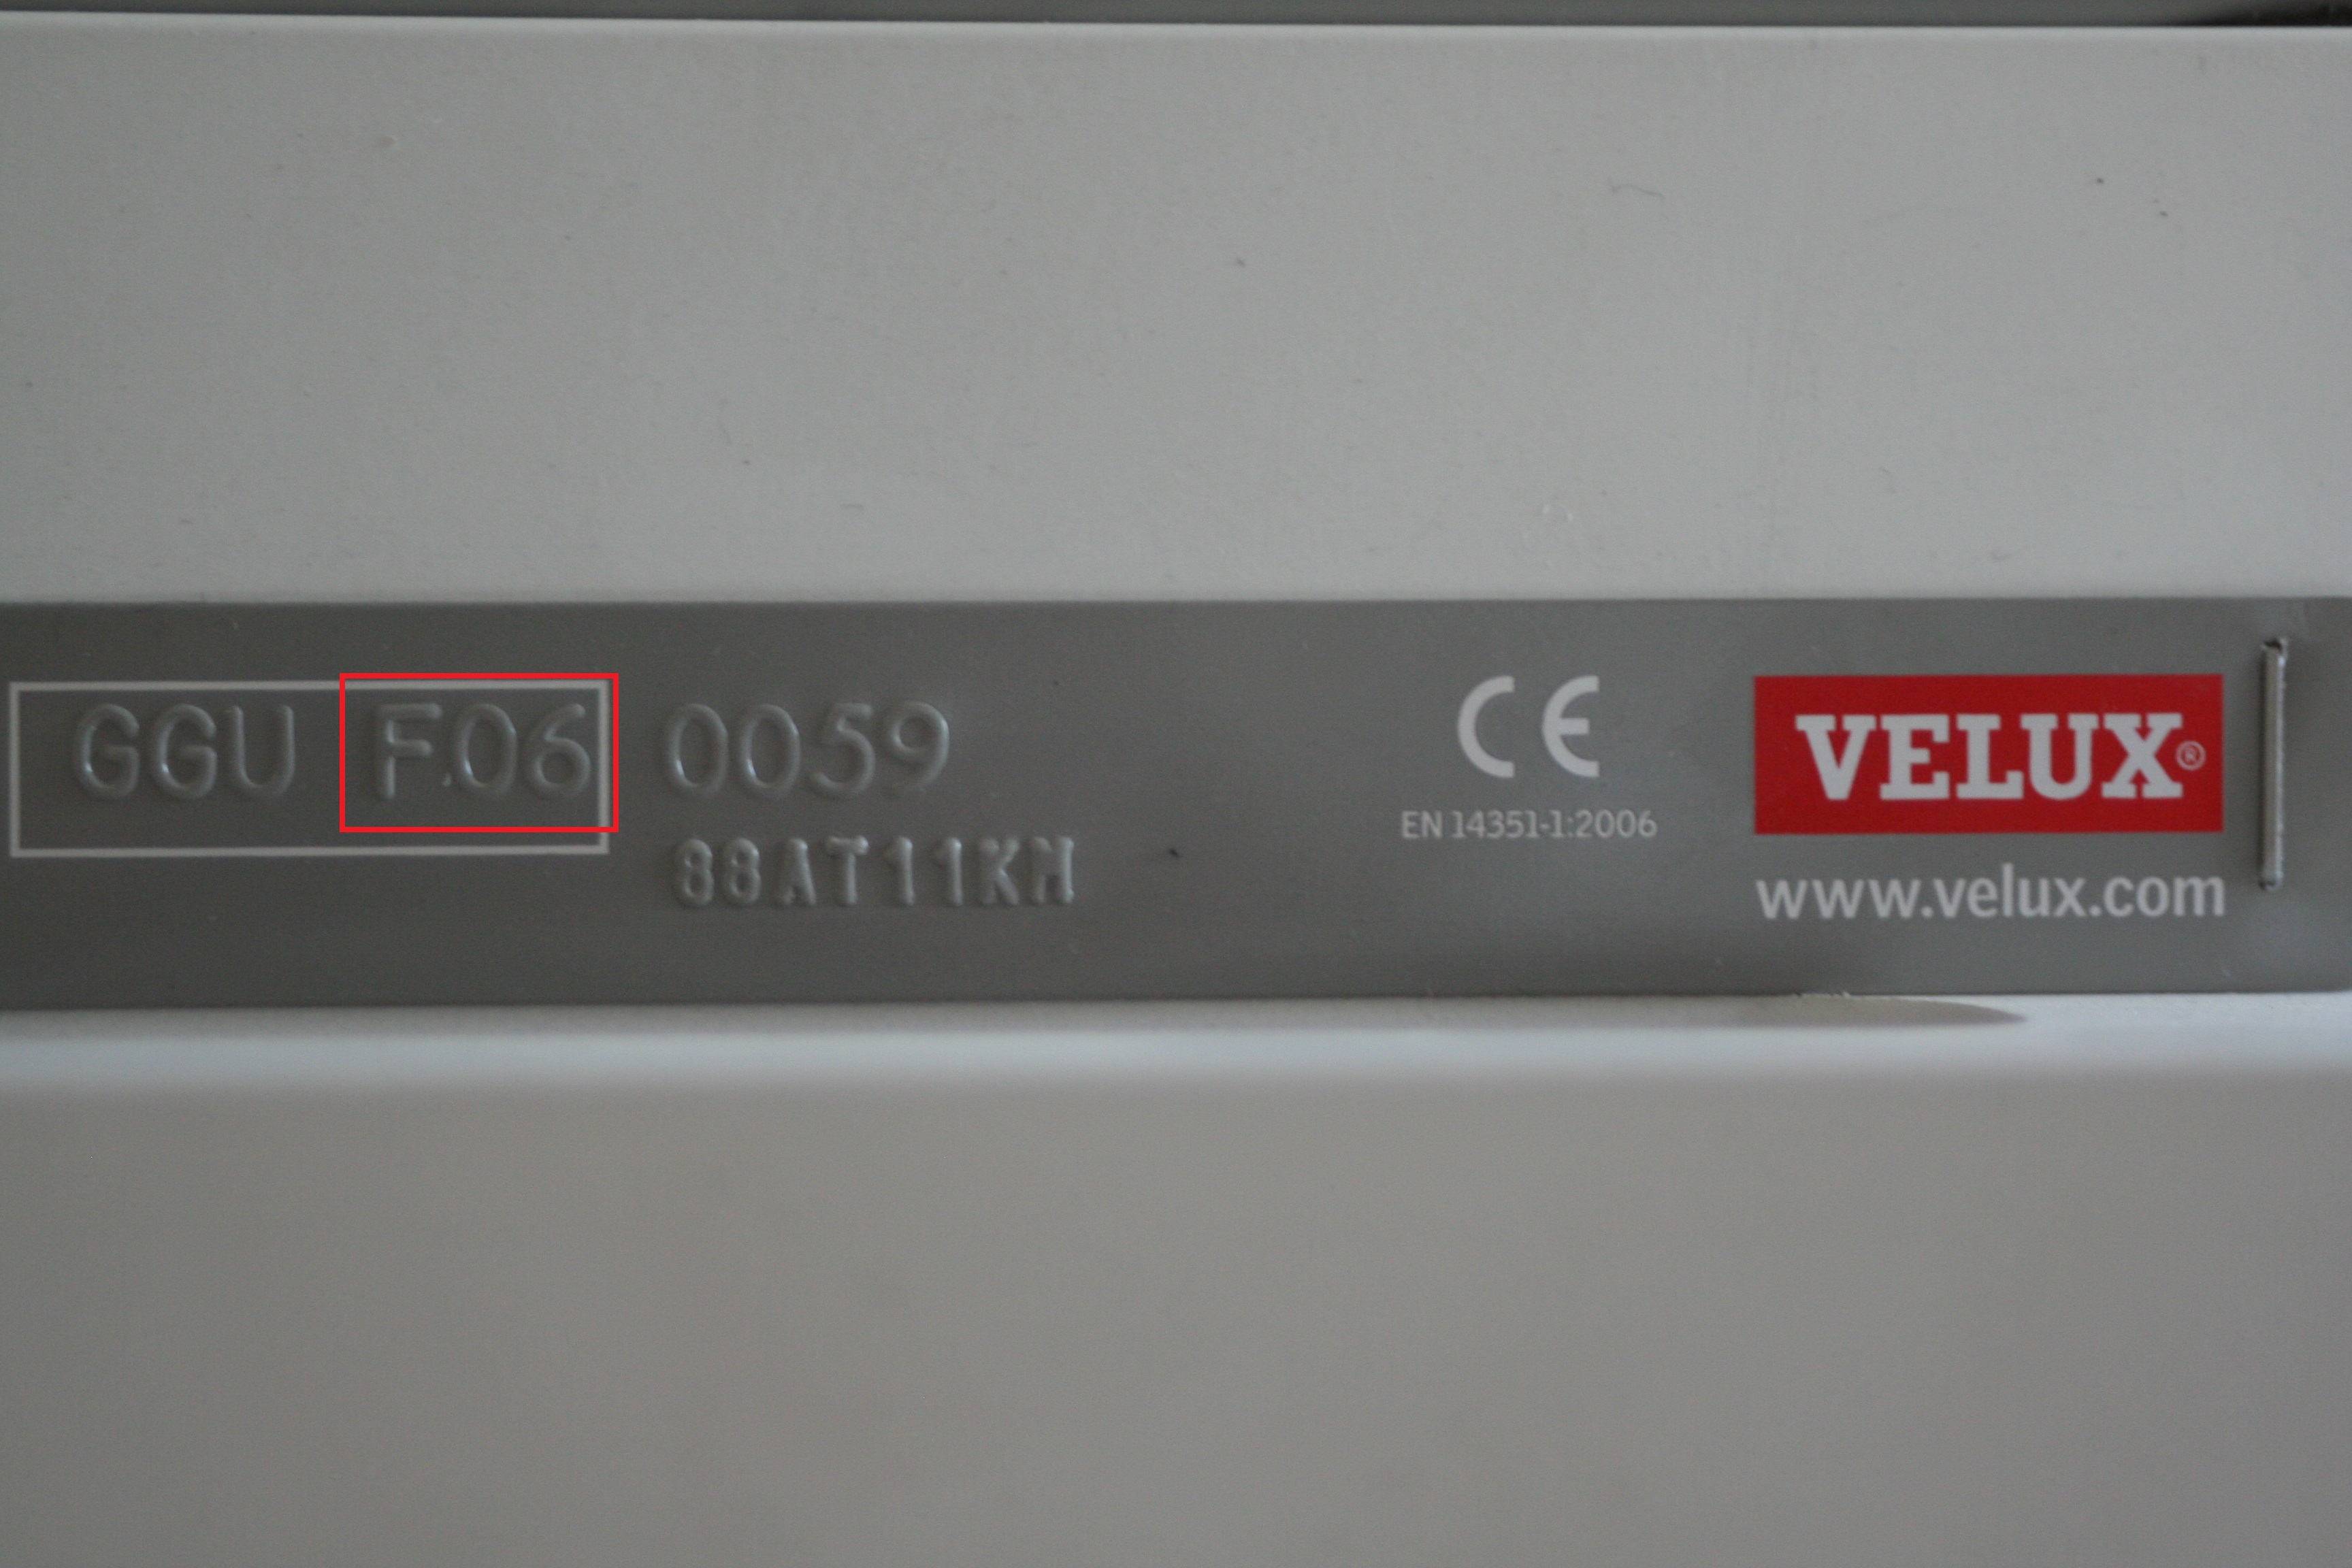 GGU F06 0059
88AT11KM
CE
EN 14351-1:2006
VELUX®
www.velux.com